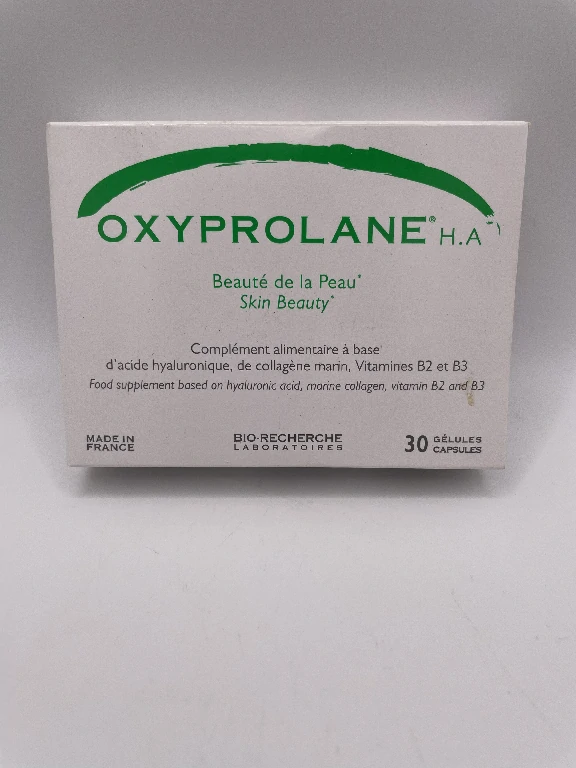 OXYPROLANE® H.A
Beauté de la Peau*
Skin Beauty*
Complément alimentaire à base
d'acide hyaluronique, de collagène marin, Vitamines B2 et B3
Food supplement based on hyaluronic acid, marine collagen, vitamin B2 and B3
MADE IN
FRANCE
BIO-RECHERCHE
LABORATOIRES
30 GÉLULES
CAPSULES